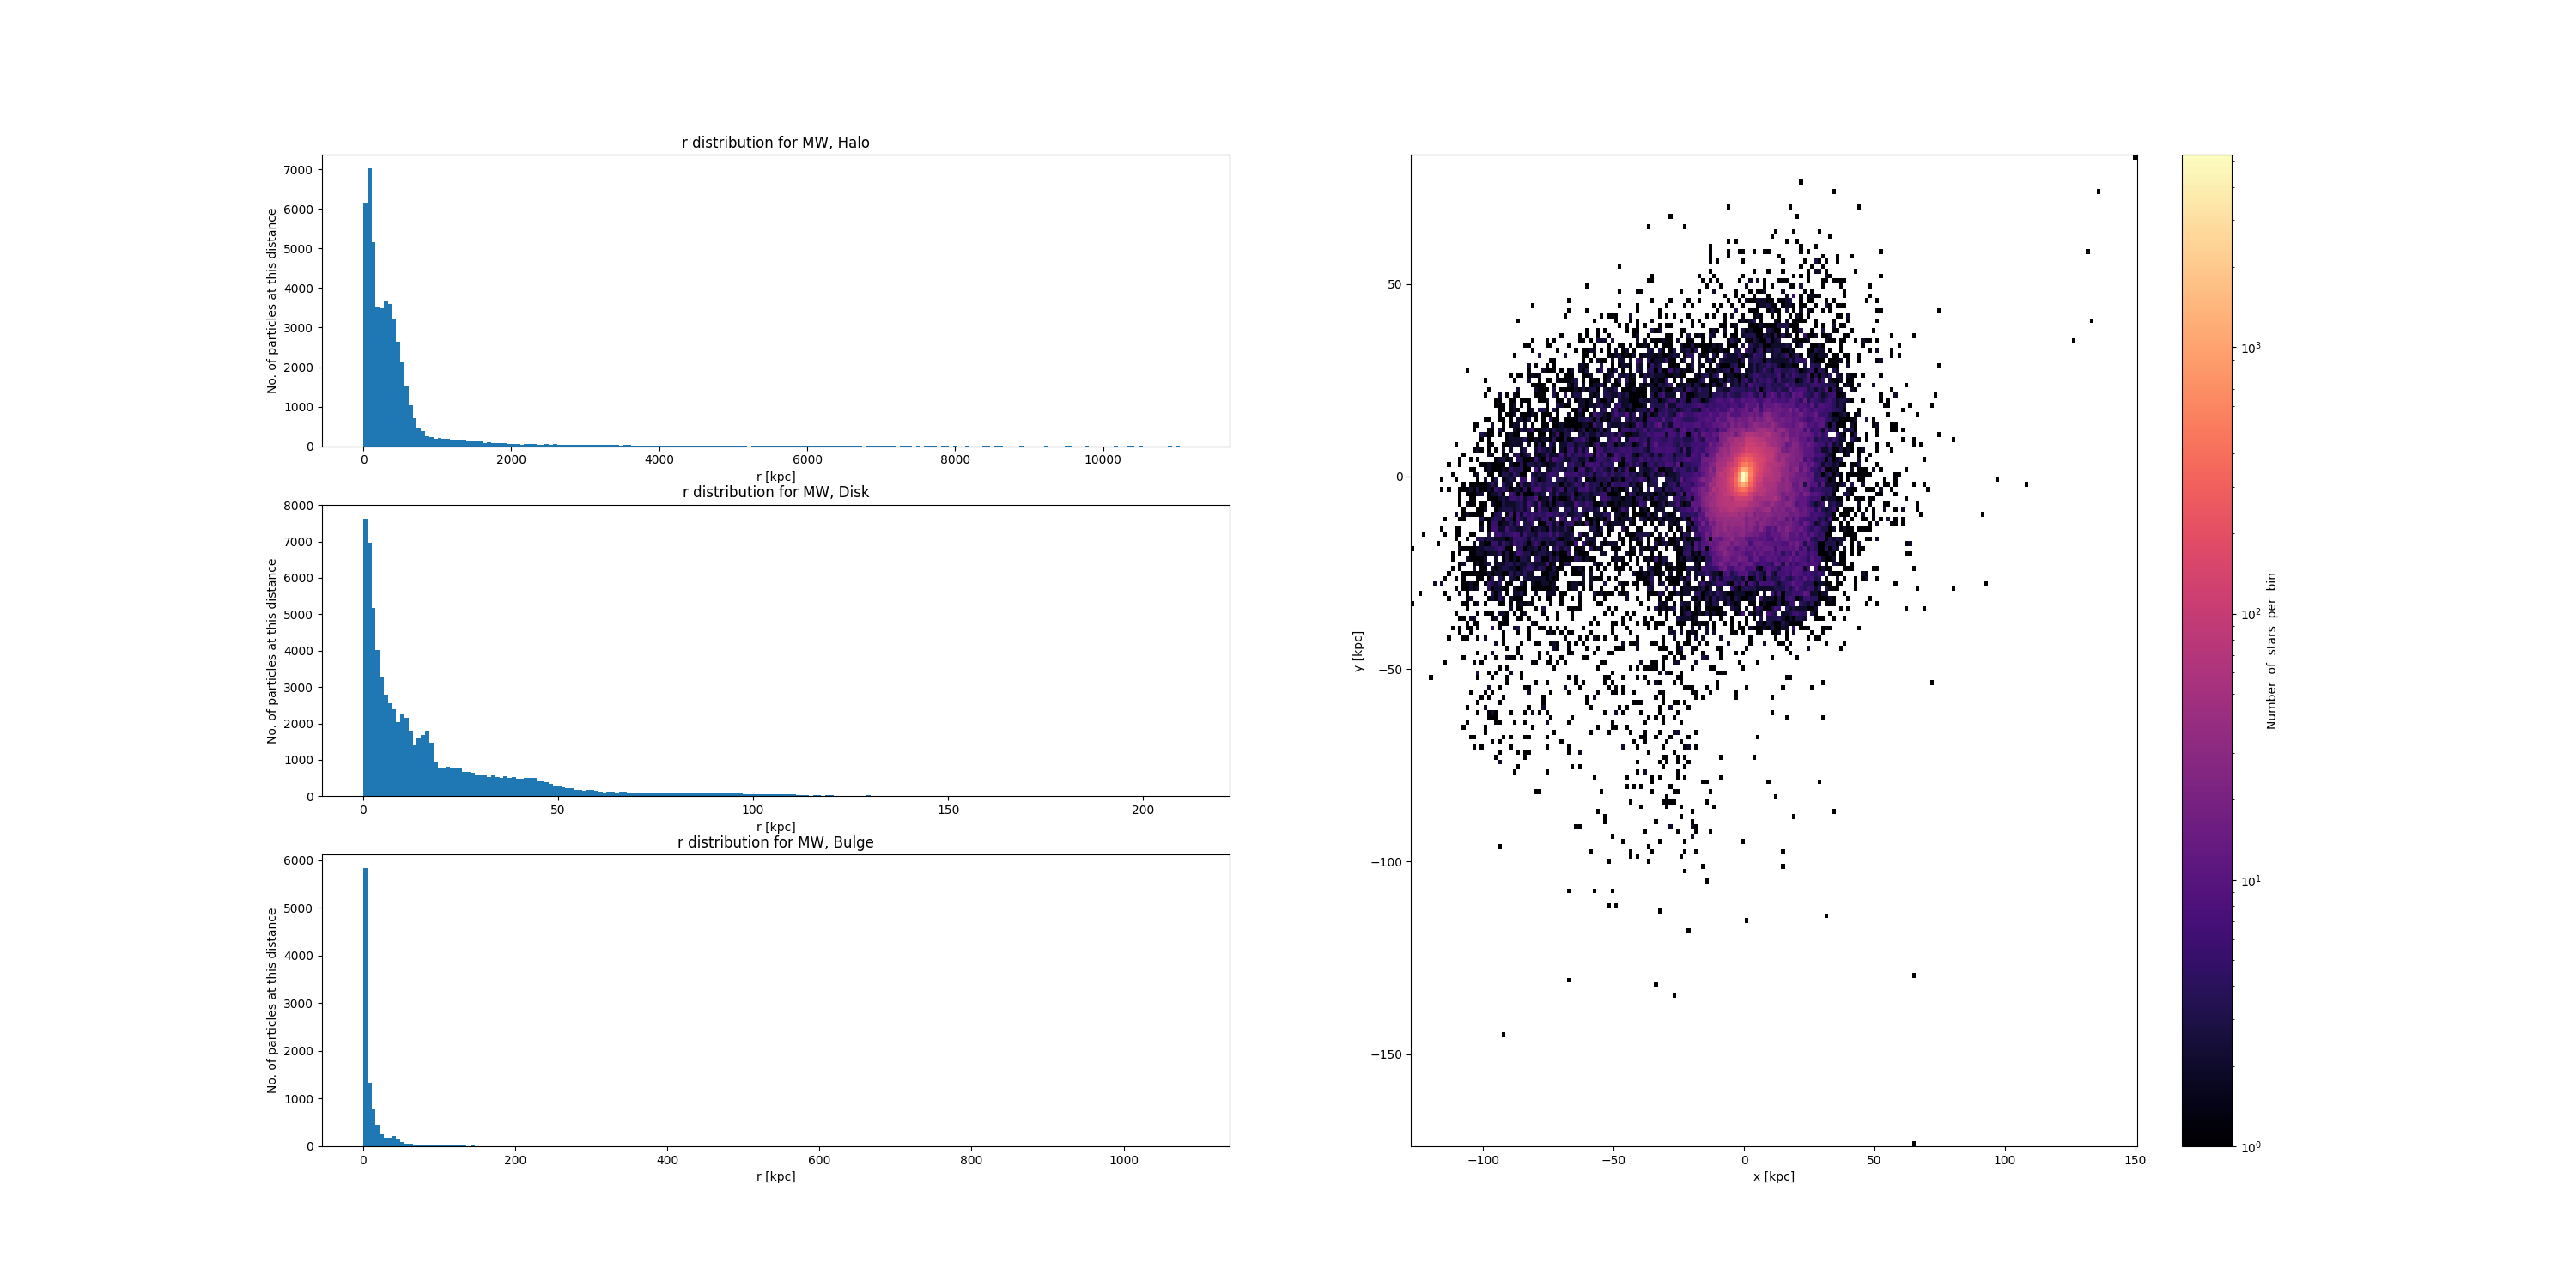 r distribution for MW, Halo
No. of particles at this distance
7000
6000
5000
4000
3000
2000
1000
0
0 2000 4000 6000 8000 10000
r [kpc]
r distribution for MW, Disk
No. of particles at this distance
8000
7000
6000
5000
4000
3000
2000
1000
0
0 50 100 150 200
r [kpc]
r distribution for MW, Bulge
No. of particles at this distance
6000
5000
4000
3000
2000
1000
0
0 200 400 600 800 1000
r [kpc]
y [kpc]
50
0
−50
−100
−150
−100 −50 0 50 100 150
x [kpc]
10³
10²
10¹
10⁰
Number of stars per bin